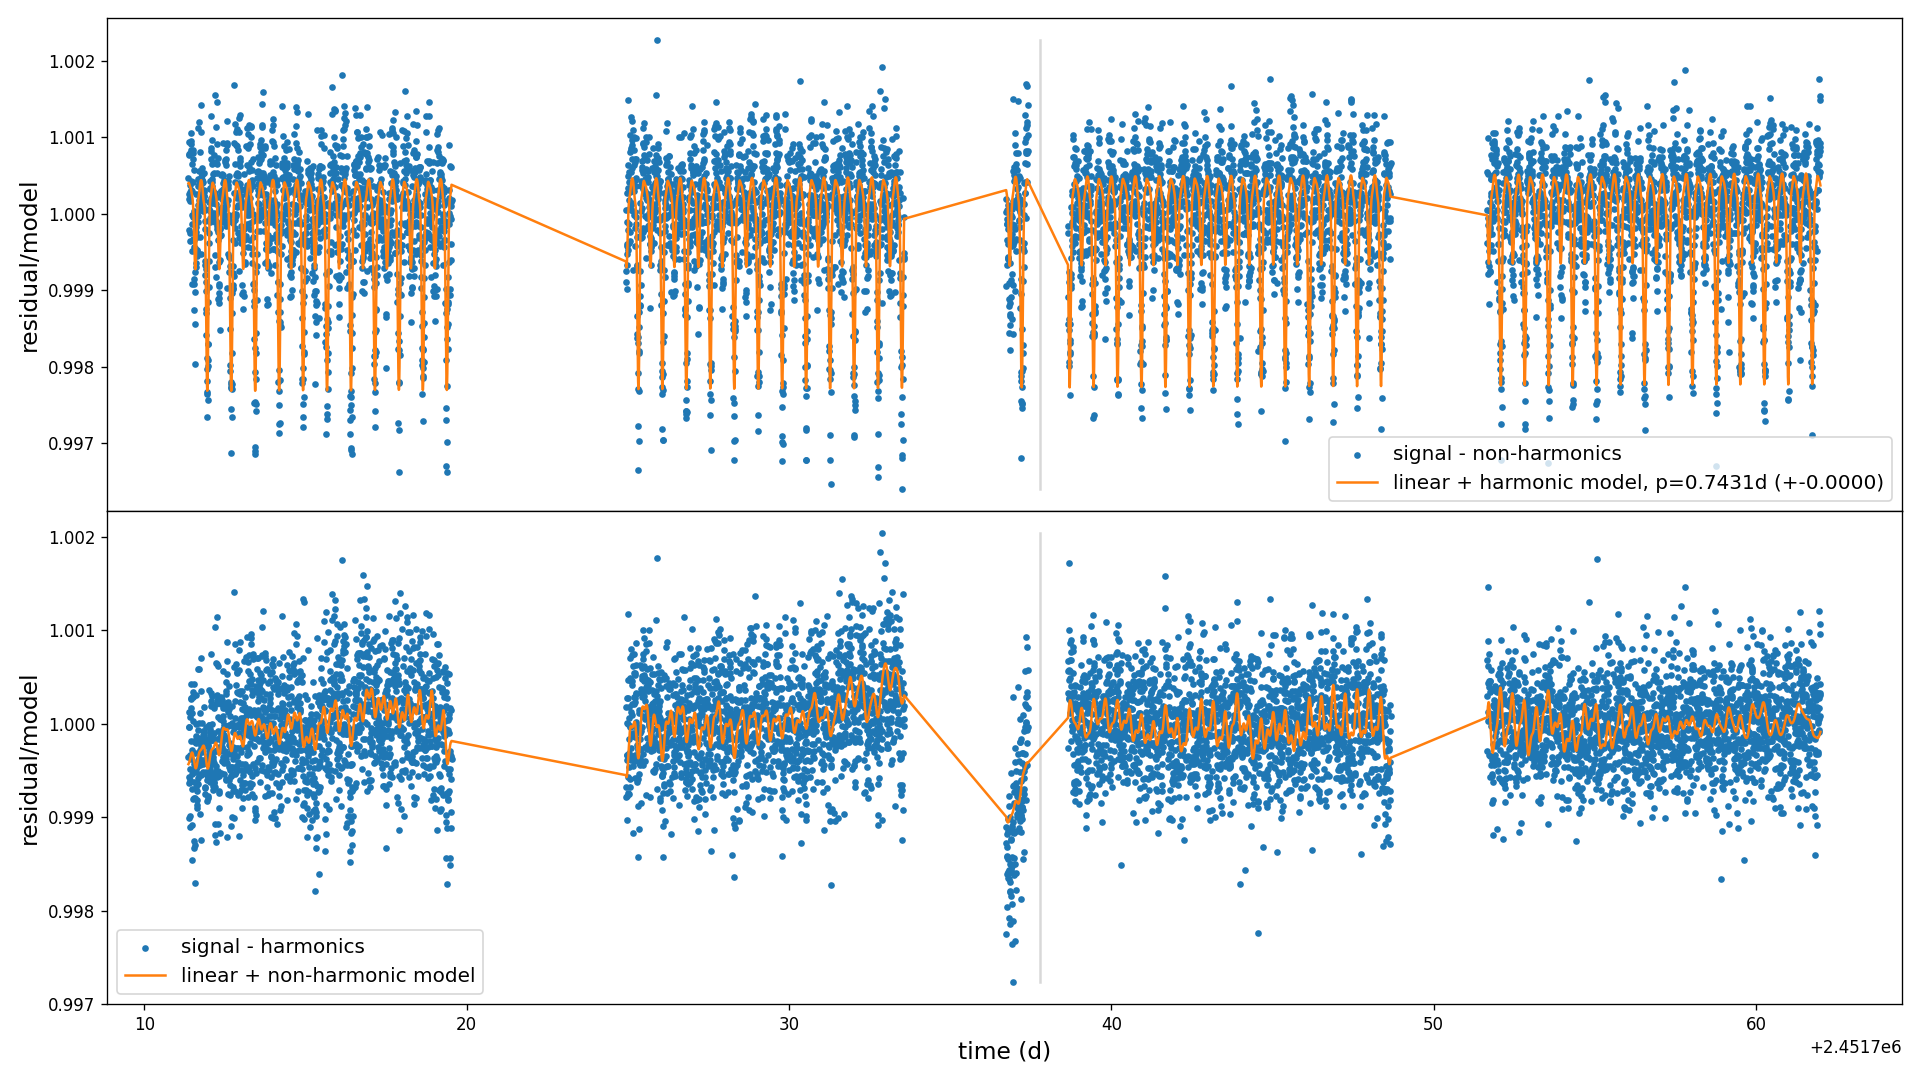 1.002
1.001
1.000
0.999
0.998
0.997
residual/model
signal - non-harmonics
linear + harmonic model, p=0.7431d (+-0.0000)
1.002
1.001
1.000
0.999
0.998
0.997
residual/model
signal - harmonics
linear + non-harmonic model
10 20 30 40 50 60
time (d)
+2.4517e6